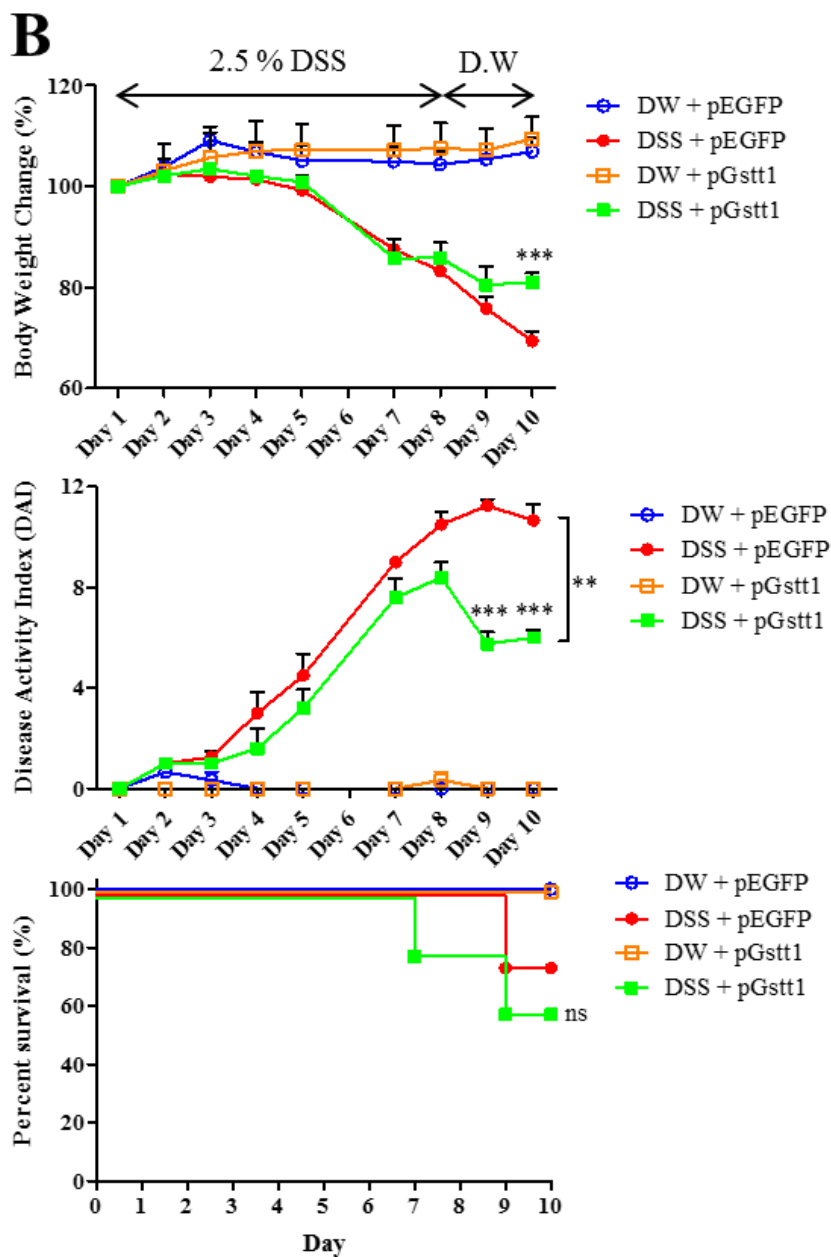 B
2.5 % DSS
D.W
Body Weight Change (%)
120
100
80
60
Day 1
Day 2
Day 3
Day 4
Day 5
Day 6
Day 7
Day 8
Day 9
Day 10
***
DW + pEGFP
DSS + pEGFP
DW + pGstt1
DSS + pGstt1
Disease Activity Index (DAI)
12
8
4
0
Day 1
Day 2
Day 3
Day 4
Day 5
Day 6
Day 7
Day 8
Day 9
Day 10
*** ***
**
DW + pEGFP
DSS + pEGFP
DW + pGstt1
DSS + pGstt1
Percent survival (%)
100
80
60
40
20
0
0 1 2 3 4 5 6 7 8 9 10
Day
ns
DW + pEGFP
DSS + pEGFP
DW + pGstt1
DSS + pGstt1